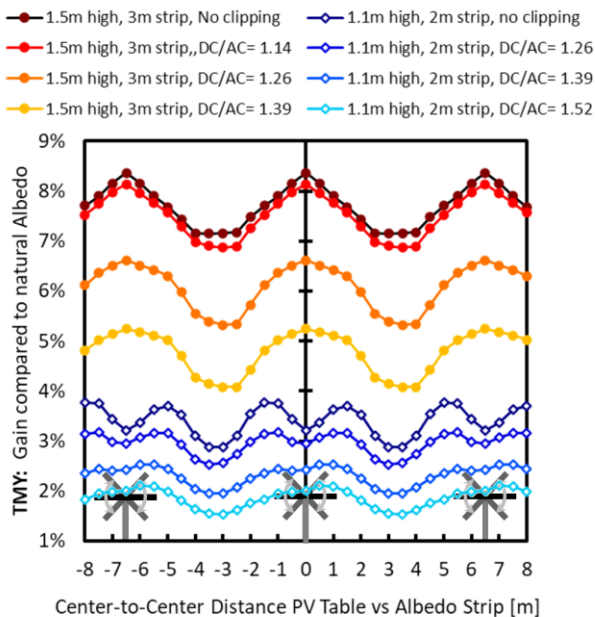 1.5m high, 3m strip, No clipping
1.1m high, 2m strip, no clipping
1.5m high, 3m strip,,DC/AC= 1.14
1.1m high, 2m strip, DC/AC= 1.26
1.5m high, 3m strip, DC/AC= 1.26
1.1m high, 2m strip, DC/AC= 1.39
1.5m high, 3m strip, DC/AC= 1.39
1.1m high, 2m strip, DC/AC= 1.52
TMY: Gain compared to natural Albedo
9%
8%
7%
6%
5%
4%
3%
2%
1%
-8 -7 -6 -5 -4 -3 -2 -1 0 1 2 3 4 5 6 7 8
Center-to-Center Distance PV Table vs Albedo Strip [m]